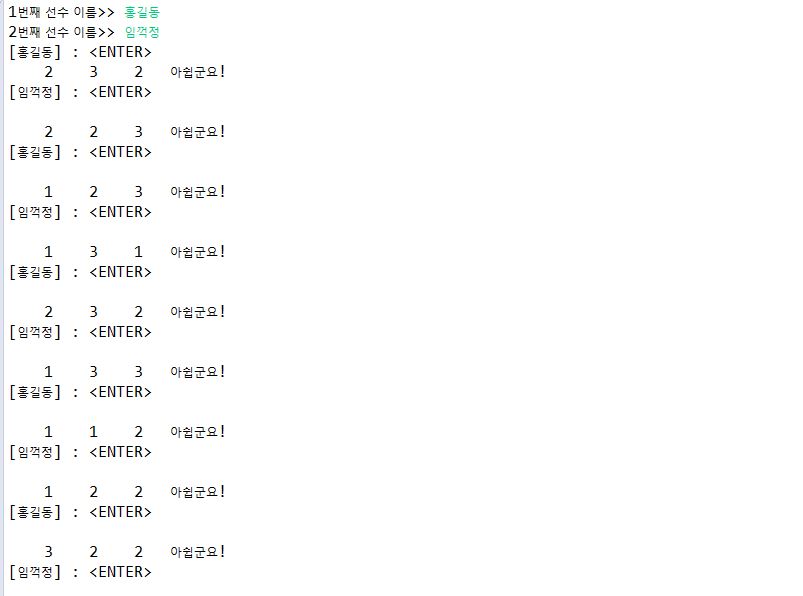 1번째 선수 이름>> 홍길동
2번째 선수 이름>> 임꺽정
[홍길동] : <ENTER>
2 3 2 아쉽군요!
[임꺽정] : <ENTER>
2 2 3 아쉽군요!
[홍길동] : <ENTER>
1 2 3 아쉽군요!
[임꺽정] : <ENTER>
1 3 1 아쉽군요!
[홍길동] : <ENTER>
2 3 2 아쉽군요!
[임꺽정] : <ENTER>
1 3 3 아쉽군요!
[홍길동] : <ENTER>
1 1 2 아쉽군요!
[임꺽정] : <ENTER>
1 2 2 아쉽군요!
[홍길동] : <ENTER>
3 2 2 아쉽군요!
[임꺽정] : <ENTER>